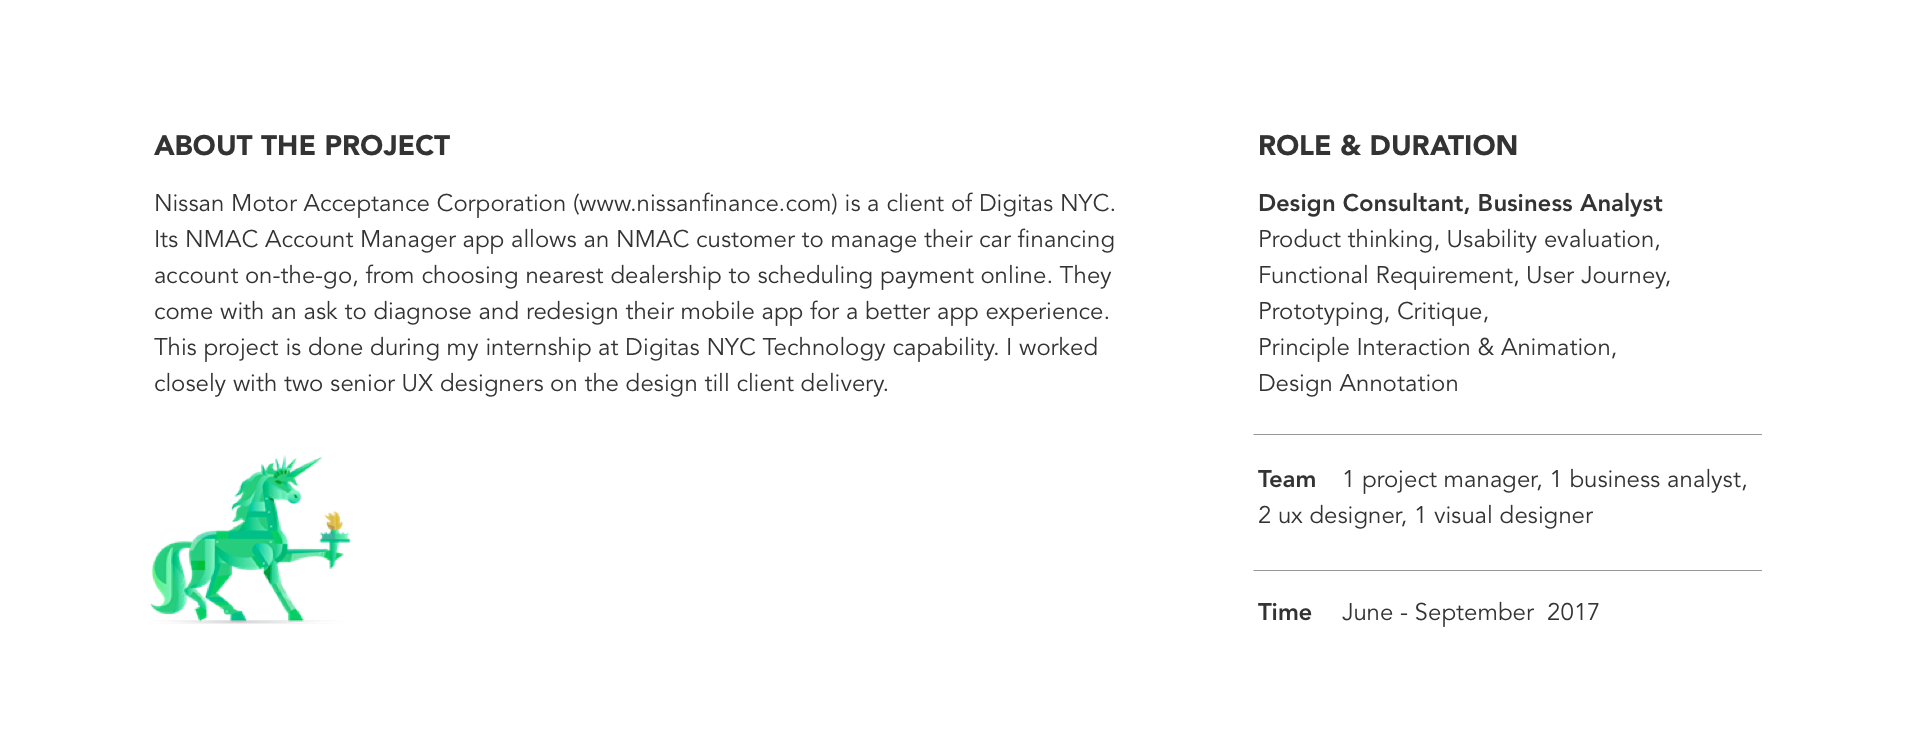 ABOUT THE PROJECT
Nissan Motor Acceptance Corporation (www.nissanfinance.com) is a client of Digitas NYC.
Its NMAC Account Manager app allows an NMAC customer to manage their car financing
account on-the-go, from choosing nearest dealership to scheduling payment online. They
come with an ask to diagnose and redesign their mobile app for a better app experience.
This project is done during my internship at Digitas NYC Technology capability. I worked
closely with two senior UX designers on the design till client delivery.
ROLE & DURATION
Design Consultant, Business Analyst
Product thinking, Usability evaluation,
Functional Requirement, User Journey,
Prototyping, Critique,
Principle Interaction & Animation,
Design Annotation
Team 1 project manager, 1 business analyst,
2 ux designer, 1 visual designer
Time June - September 2017